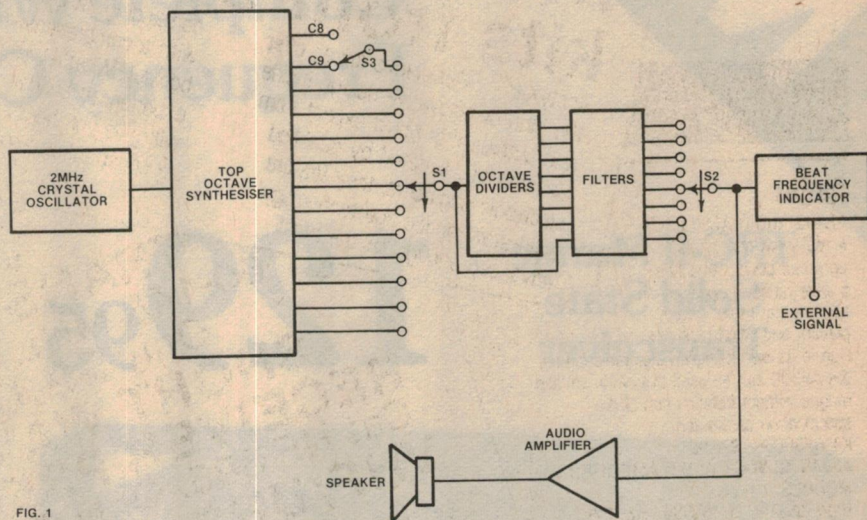 C8
C9
S3
2MHz
CRYSTAL
OSCILLATOR
TOP
OCTAVE
SYNTHESISER
S1
OCTAVE
DIVIDERS
FILTERS
S2
BEAT
FREQUENCY
INDICATOR
EXTERNAL
SIGNAL
AUDIO
AMPLIFIER
SPEAKER
FIG. 1